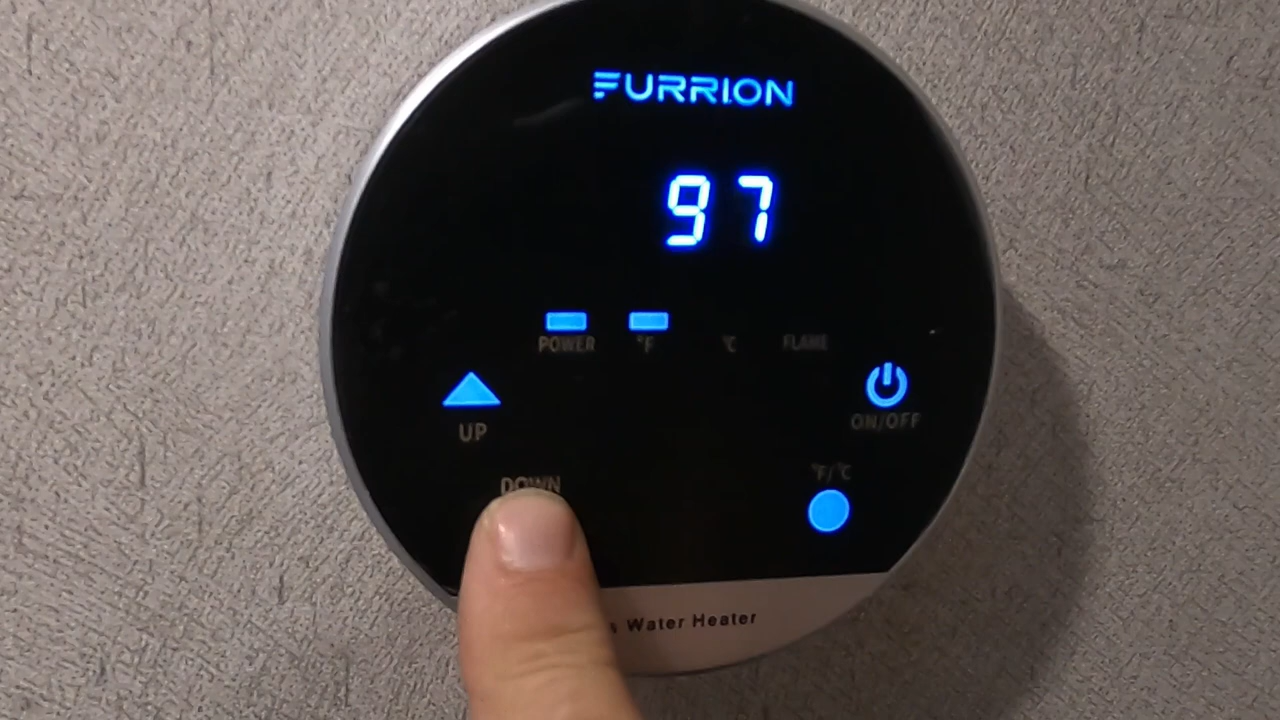 FURRION
97
POWER °F °C FLAME
UP
ON/OFF
°F/°C
DOWN
Water Heater